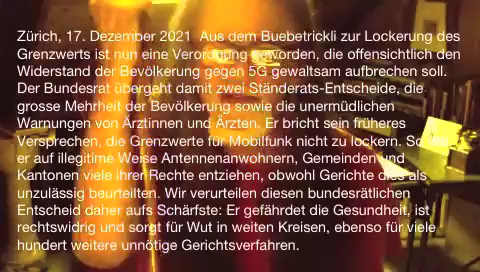 Zürich, 17. Dezember 2021  Aus dem Buebetrickli zur Lockerung des
Grenzwerts ist nun eine Verordnung geworden, die offensichtlich den
Widerstand der Bevölkerung gegen 5G gewaltsam aufbrechen soll.
Der Bundesrat übergeht damit zwei Ständerats-Entscheide, die
grosse Mehrheit der Bevölkerung sowie die unermüdlichen
Warnungen von Ärztinnen und Ärzten. Er bricht sein früheres
Versprechen, die Grenzwerte für Mobilfunk nicht zu lockern. So
er auf illegitime Weise Antennenanwohnern, Gemeinden und
Kantonen viele ihrer Rechte entziehen, obwohl Gerichte dies als
unzulässig beurteilten. Wir verurteilen diesen bundesrätlichen
Entscheid daher aufs Schärfste: Er gefährdet die Gesundheit, ist
rechtswidrig und sorgt für Wut in weiten Kreisen, ebenso für viele
hundert weitere unnötige Gerichtsverfahren.